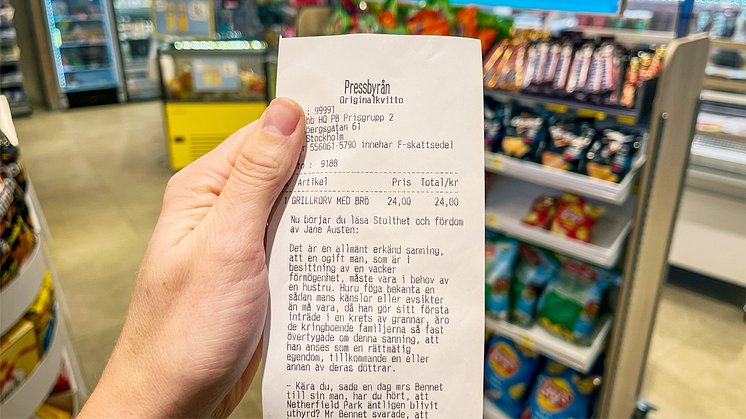 Pressbyrån
Originalkvitto
: 99991
HQ PB Prisgrupp 2
bergsgatan 61
Stockholm
556061-5790 innehar F-skattsedel
: 9180
Artikel Pris Total/kr
1 GRILLKORV MED BRÖ 24,00 24,00
Nu börjar du läsa Stolthet och fördom
av Jane Austen:
Det är en allmänt erkänd sanning,
att en ogift man, som är i
besittning av en vacker
förmögenhet, måste vara i behov av
en hustru. Huru föga bekanta en
sådan mans känslor eller avsikter
än må vara, då han gör sitt första
inträde i en krets av grannar, äro
de kringboende familjerna så fast
övertygade om denna sanning, att
han anses som en rättmätig
egendom, tillkommande en eller
annan av deras döttrar.
- Kära du, sade en dag mrs Bennet
till sin man, har du hört, att
Netherfield Park äntligen blivit
uthyrd? Mr Bennet svarade, att
Lay's
Lay's